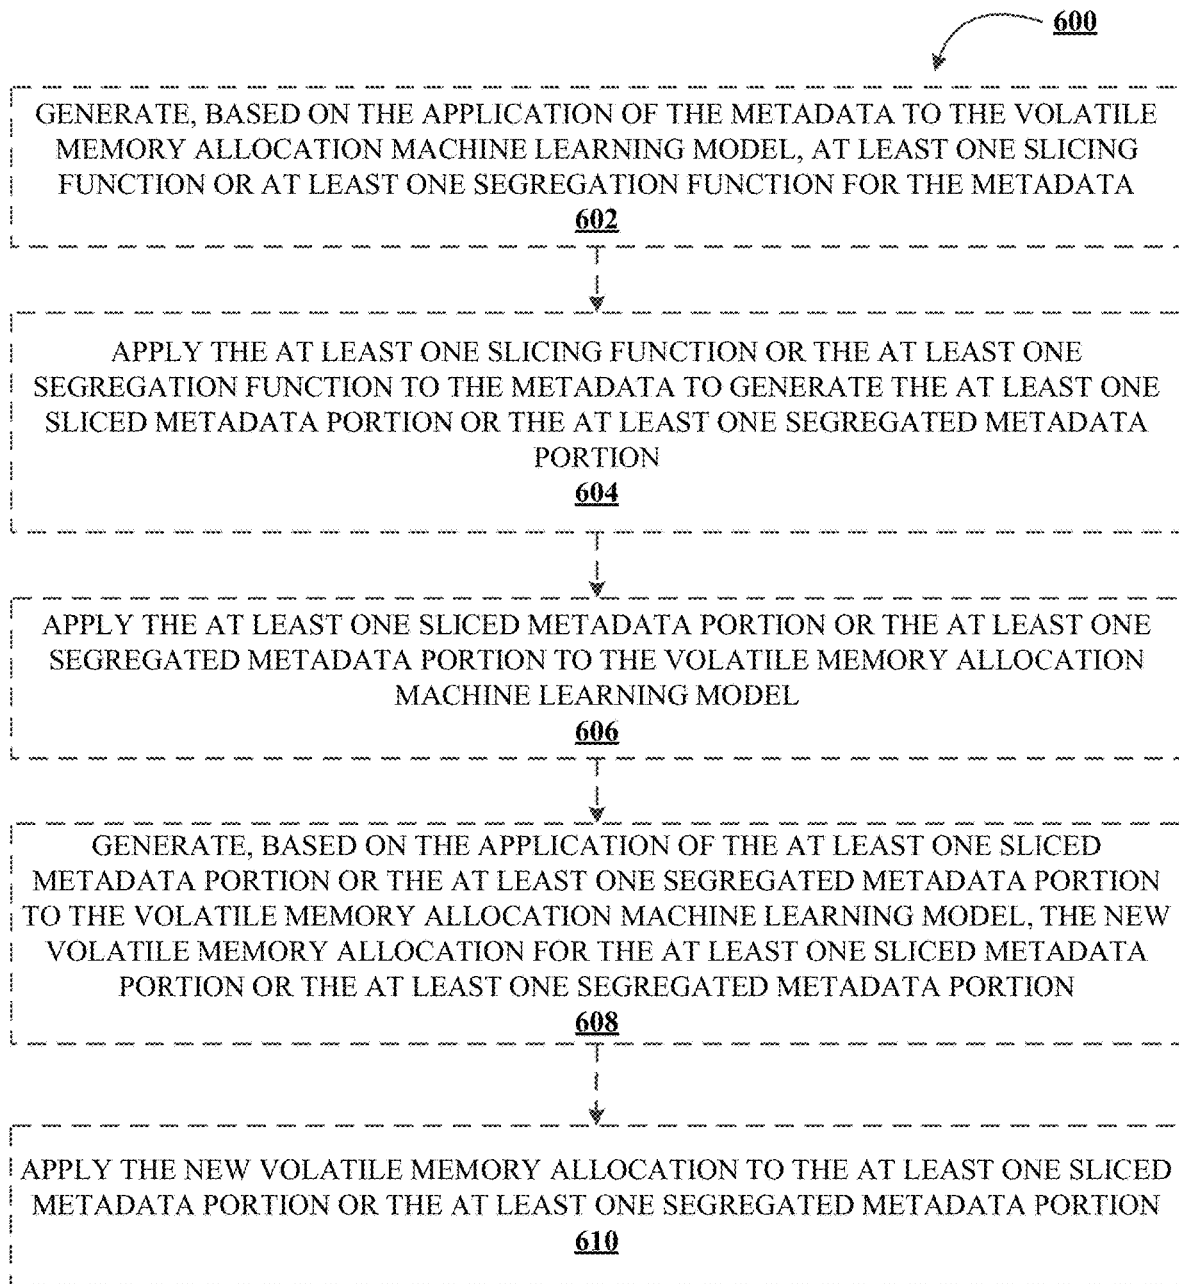 600
GENERATE, BASED ON THE APPLICATION OF THE METADATA TO THE VOLATILE
MEMORY ALLOCATION MACHINE LEARNING MODEL, AT LEAST ONE SLICING
FUNCTION OR AT LEAST ONE SEGREGATION FUNCTION FOR THE METADATA
602
APPLY THE AT LEAST ONE SLICING FUNCTION OR THE AT LEAST ONE
SEGREGATION FUNCTION TO THE METADATA TO GENERATE THE AT LEAST ONE
SLICED METADATA PORTION OR THE AT LEAST ONE SEGREGATED METADATA
PORTION
604
APPLY THE AT LEAST ONE SLICED METADATA PORTION OR THE AT LEAST ONE
SEGREGATED METADATA PORTION TO THE VOLATILE MEMORY ALLOCATION
MACHINE LEARNING MODEL
606
GENERATE, BASED ON THE APPLICATION OF THE AT LEAST ONE SLICED
METADATA PORTION OR THE AT LEAST ONE SEGREGATED METADATA PORTION
TO THE VOLATILE MEMORY ALLOCATION MACHINE LEARNING MODEL, THE NEW
VOLATILE MEMORY ALLOCATION FOR THE AT LEAST ONE SLICED METADATA
PORTION OR THE AT LEAST ONE SEGREGATED METADATA PORTION
608
APPLY THE NEW VOLATILE MEMORY ALLOCATION TO THE AT LEAST ONE SLICED
METADATA PORTION OR THE AT LEAST ONE SEGREGATED METADATA PORTION
610